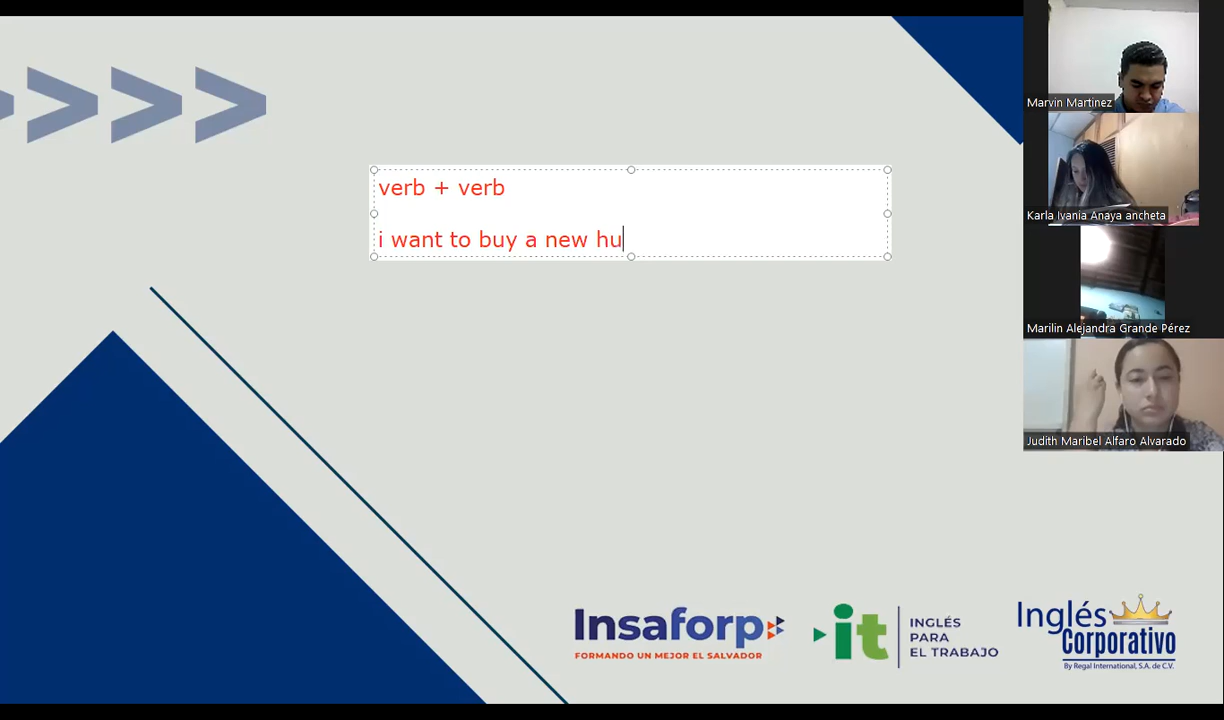 verb + verb
i want to buy a new hu
Marvin Martinez
Karla Ivania Anaya ancheta
Marilin Alejandra Grande Pérez
Judith Maribel Alfaro Alvarado
Insaforp
FORMANDO UN MEJOR EL SALVADOR
it
INGLÉS
PARA
EL TRABAJO
Inglés
Corporativo
By Regal International, S.A. de C.V.